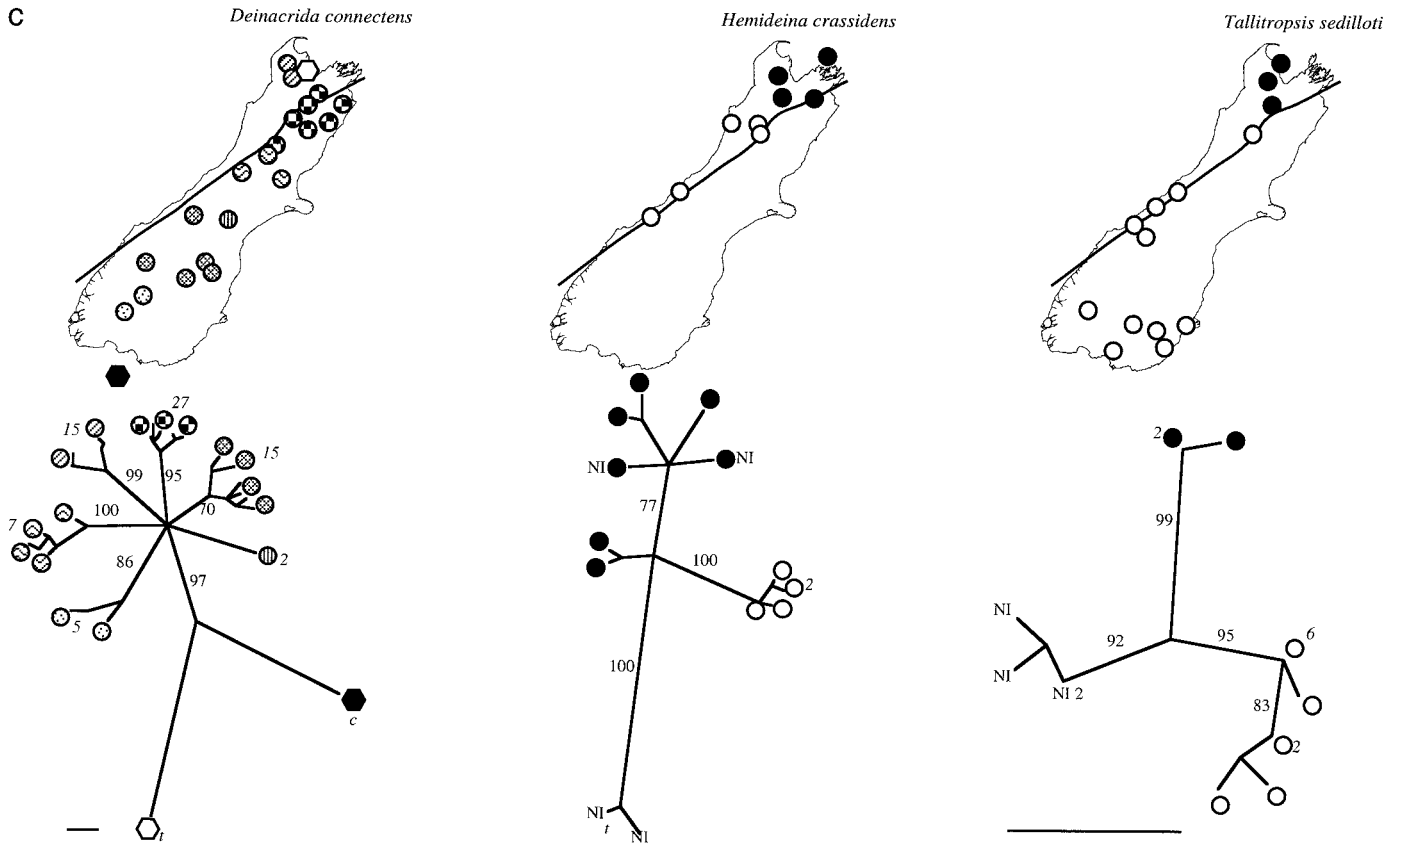 C
Deinacrida connectens
Hemideina crassidens
Tallitropsis sedilloti
27
15
15
99
95
70
100
7
2
86
97
5
c
t
NI
NI
77
100
2
100
NI
t
NI
2
99
NI
92
95
6
NI
NI 2
83
2